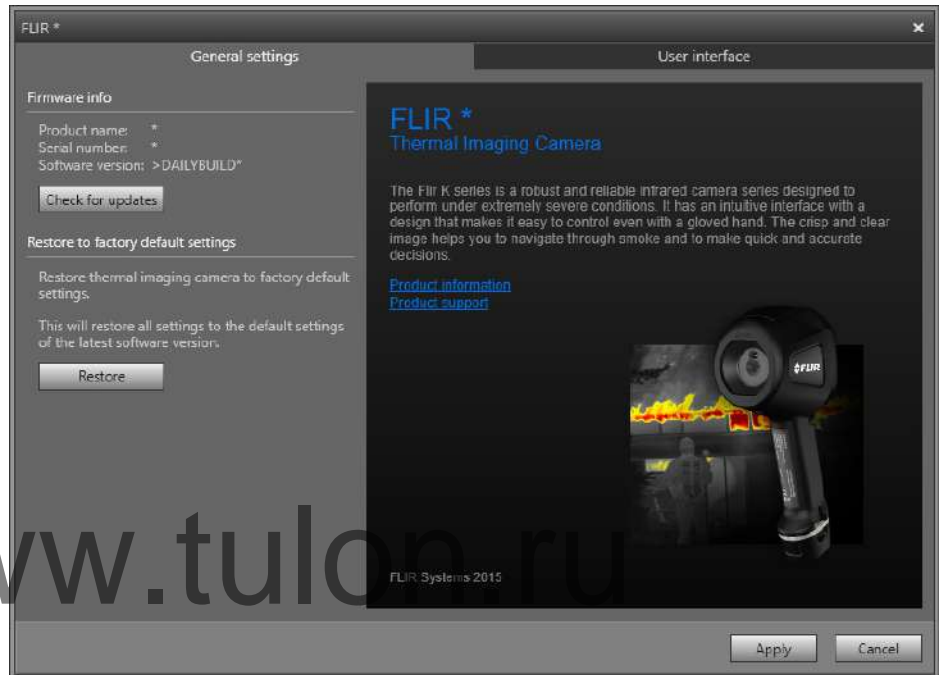 FLIR *
General settings
User interface
Firmware info
Product name: *
Serial number: *
Software version: >DAILYBUILD*
Check for updates
Restore to factory default settings
Restore thermal imaging camera to factory default
settings.
This will restore all settings to the default settings
of the latest software version.
Restore
FLIR *
Thermal Imaging Camera
The Flir K series is a robust and reliable infrared camera series designed to
perform under extremely severe conditions. It has an intuitive interface with a
design that makes it easy to control even with a gloved hand. The crisp and clear
image helps you to navigate through smoke and to make quick and accurate
decisions.
Product information
Product support
FLIR
FLIR Systems 2015
Apply
Cancel
www.tulon.ru